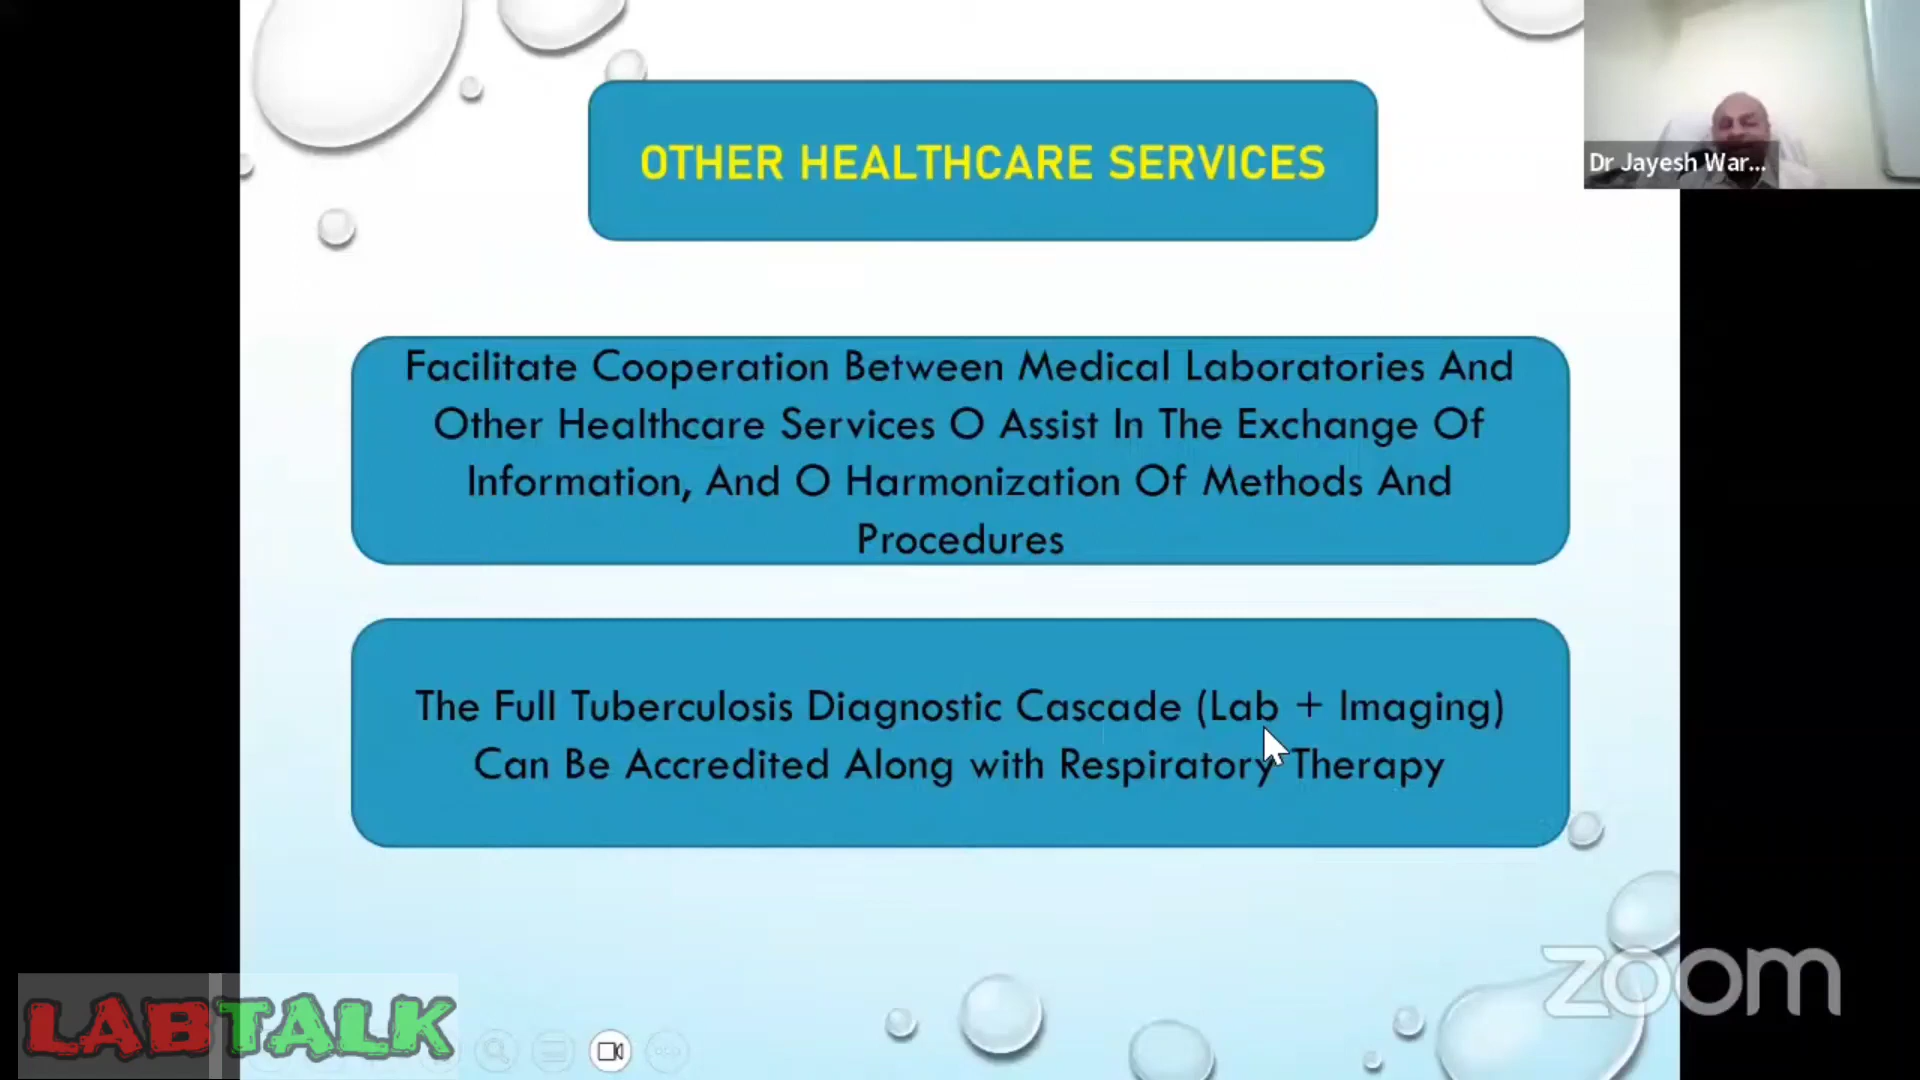 OTHER HEALTHCARE SERVICES
Dr Jayesh War...
Facilitate Cooperation Between Medical Laboratories And
Other Healthcare Services O Assist In The Exchange Of
Information, And O Harmonization Of Methods And
Procedures
The Full Tuberculosis Diagnostic Cascade (Lab + Imaging)
Can Be Accredited Along with Respiratory Therapy
zoom
LABTALK